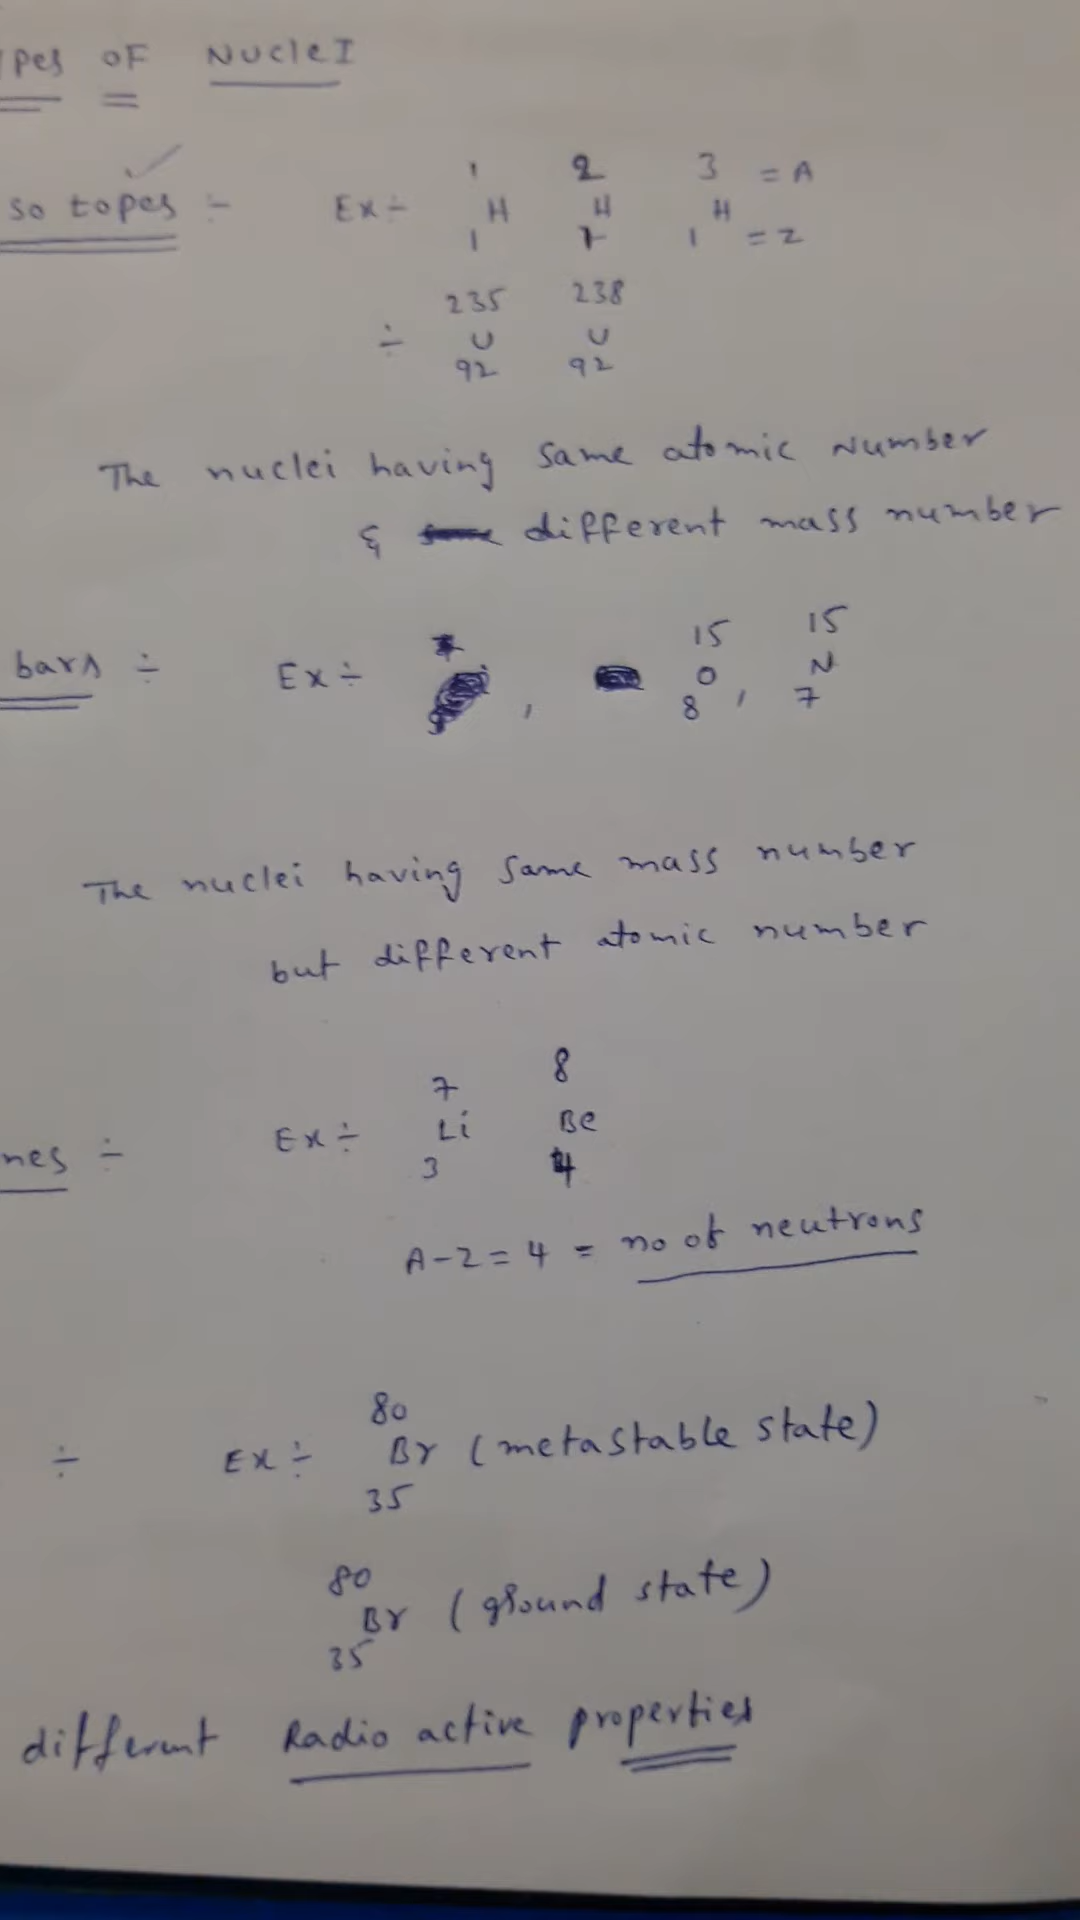 ypes OF NucleI
so topes :- Ex÷ 1 2 3 = A
H H H
1 1 1 = Z
235 238
÷ U U
92 92
The nuclei having same atomic number
& different mass number
15 15
bars ÷ Ex÷ , O , N
8 7
The nuclei having same mass number
but different atomic number
7 8
nes ÷ Ex÷ Li Be
3 4
A-Z = 4 = no of neutrons
80
÷ Ex÷ Br (metastable state)
35
80
Br (ground state)
35
different Radio active properties